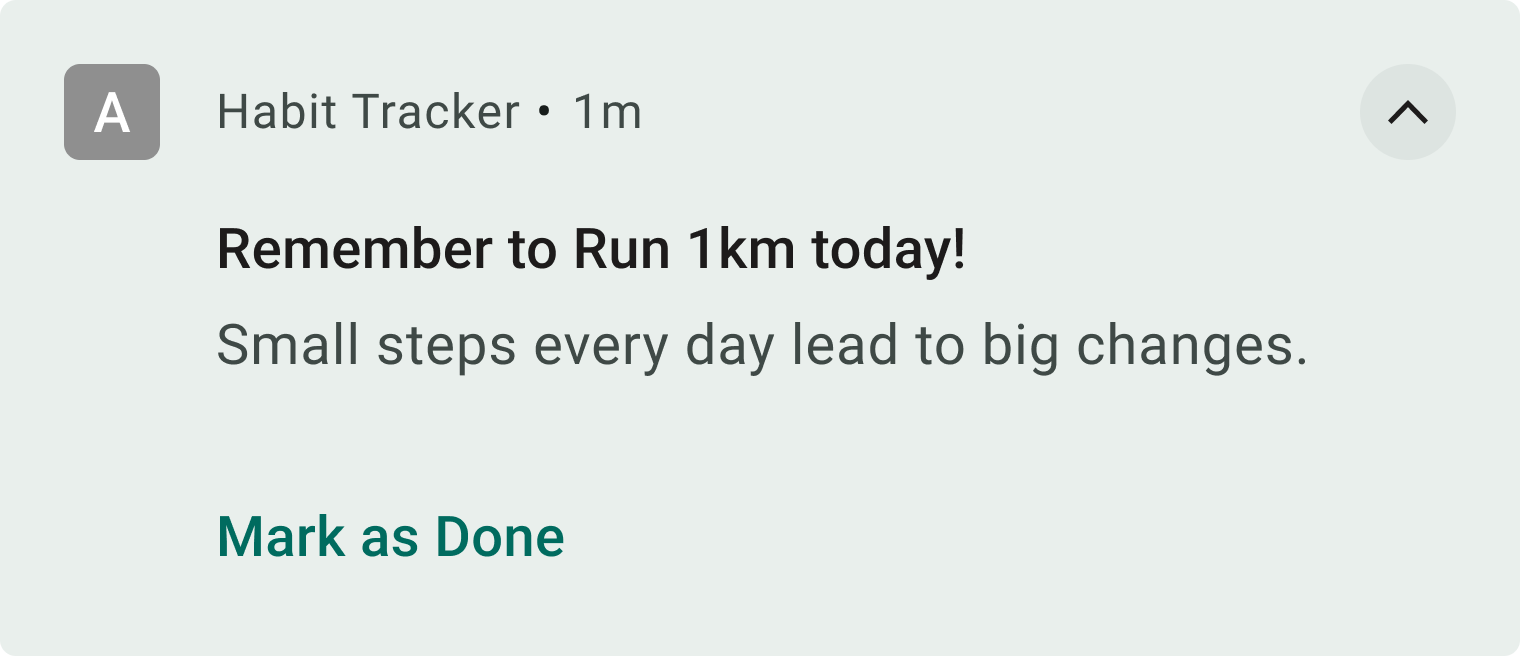 A
Habit Tracker • 1m
Remember to Run 1km today!
Small steps every day lead to big changes.
Mark as Done